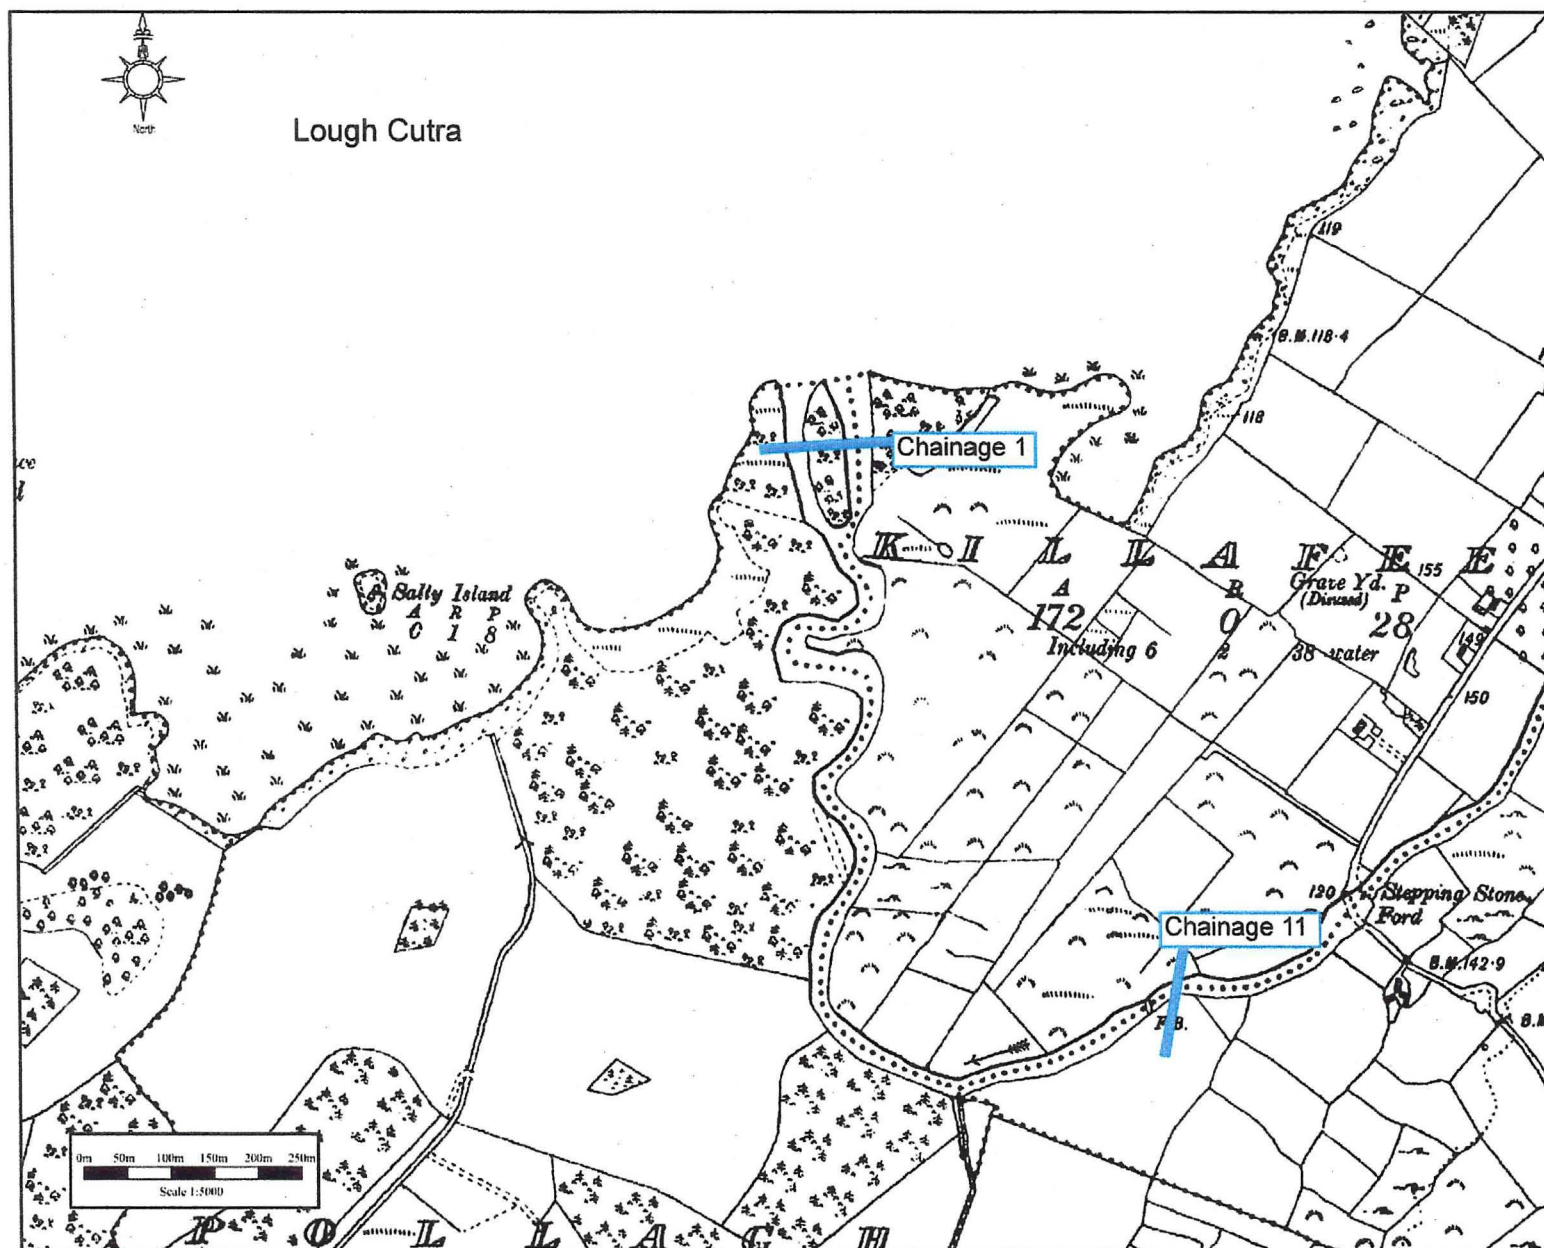 North
Lough Cutra
119
B.M.118·4
118
Chainage 1
K I L L A F E E
155
Grave Yd.
(Disused)
A R P
172 0 28
Including 6 2 38 water
149
150
Salty Island
A R P
0 1 8
120
Stepping Stone
Ford
Chainage 11
B.M.142·9
F.B.
B.M
0m 50m 100m 150m 200m 250m
Scale 1:5000
P O L L A G H